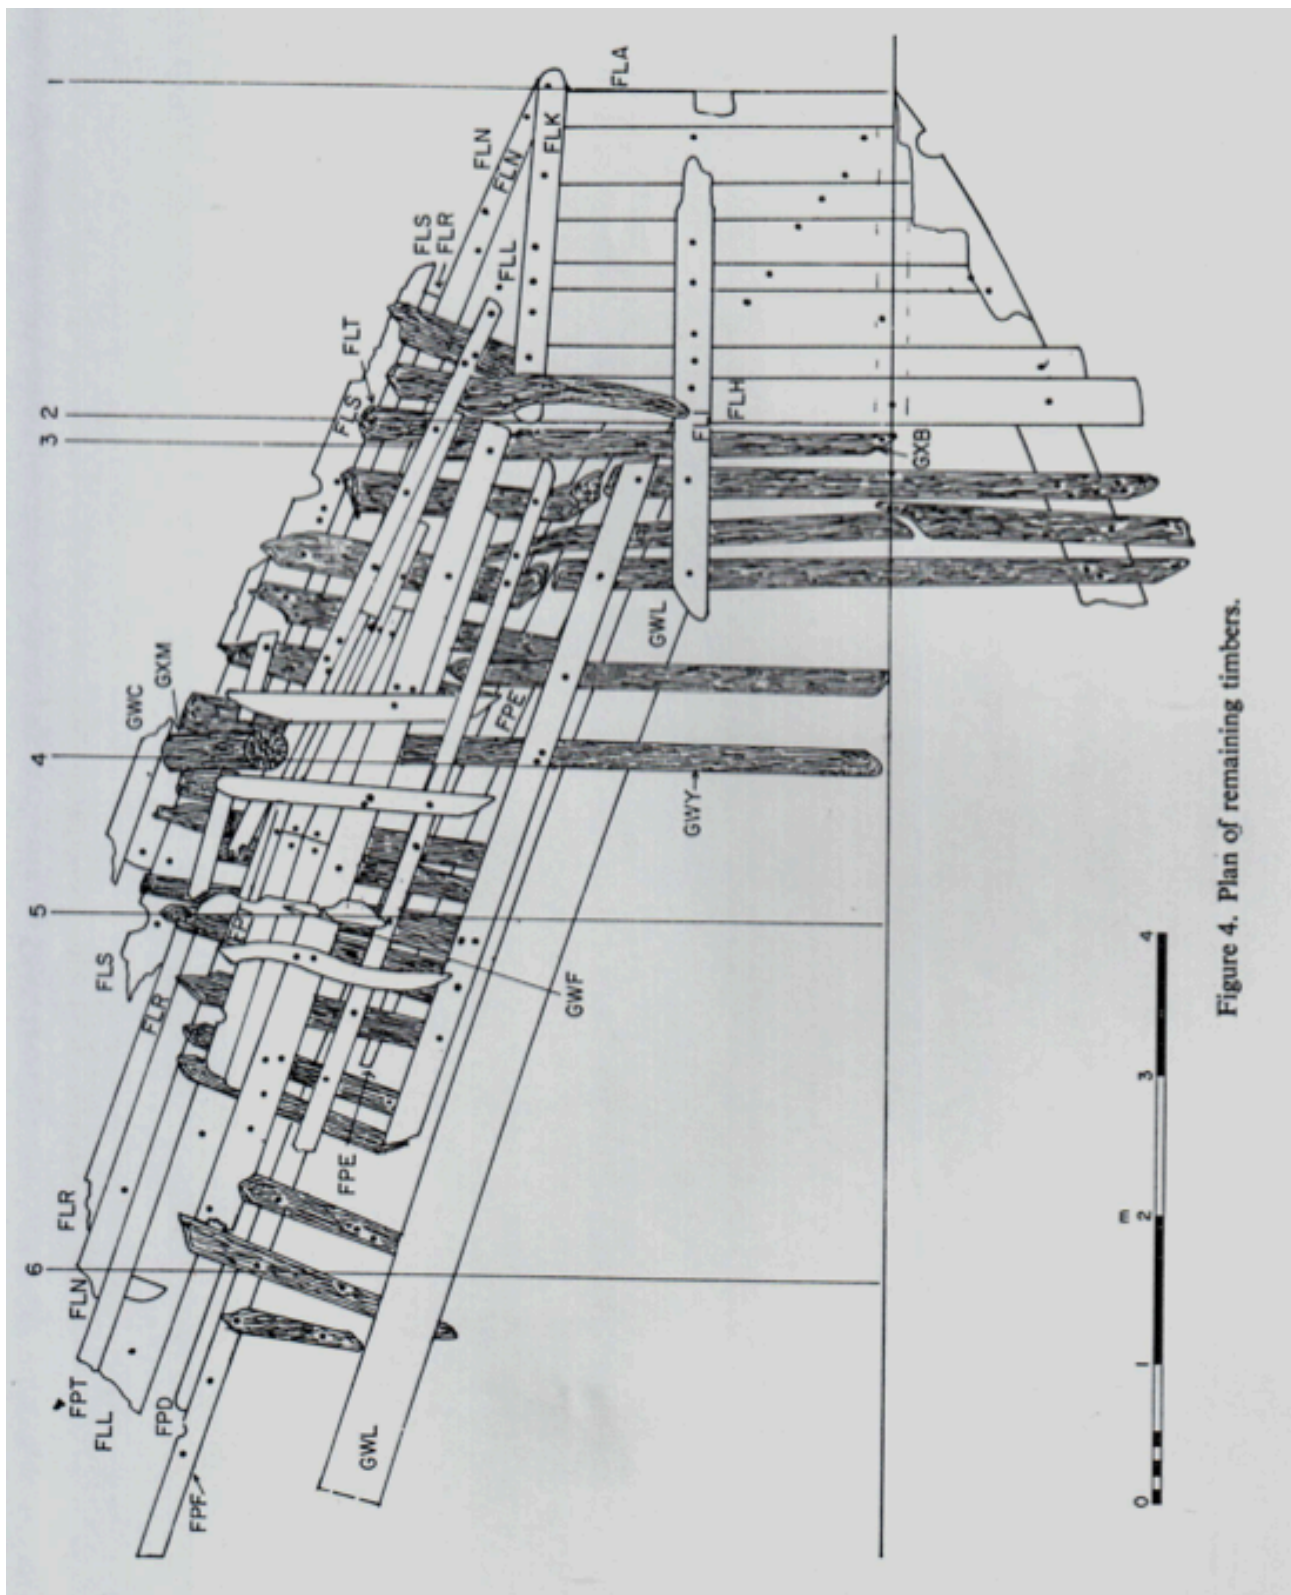 6 5 4 3 2 1
FLR
FPT
FLN
FLL
FLS
GWC
FLR
FPD
GXM
FPF
FLS
FLT
FPE
GWL
FLS
FLR
FLN
FLN
FLL
FPE
FLK
GWF
FLA
GWL
GWY
FLH
GXB
m
0 1 2 3 4
Figure 4. Plan of remaining timbers.